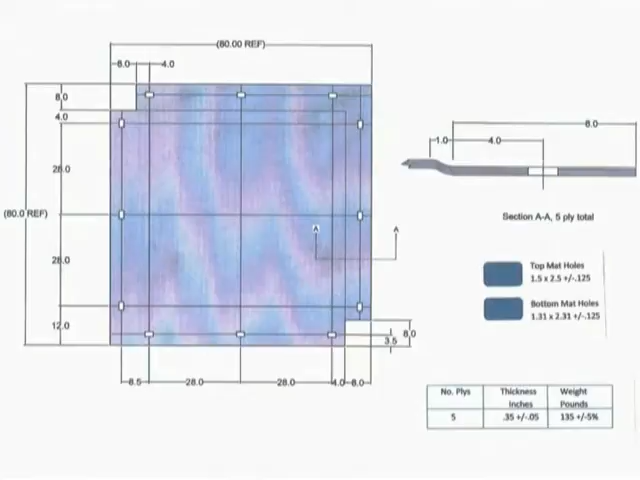 (80.00 REF)
8.0
4.0
8.0
4.0
8.0
1.0
4.0
28.0
(80.0 REF)
A
A
Section A-A, 5 ply total
28.0
Top Mat Holes
1.5 x 2.5 +/-.125
Bottom Mat Holes
1.31 x 2.31 +/-.125
12.0
8.0
3.5
8.5
28.0
28.0
4.0
8.0
No. Plys
Thickness
Inches
Weight
Pounds
5
.35 +/-.05
135 +/-5%